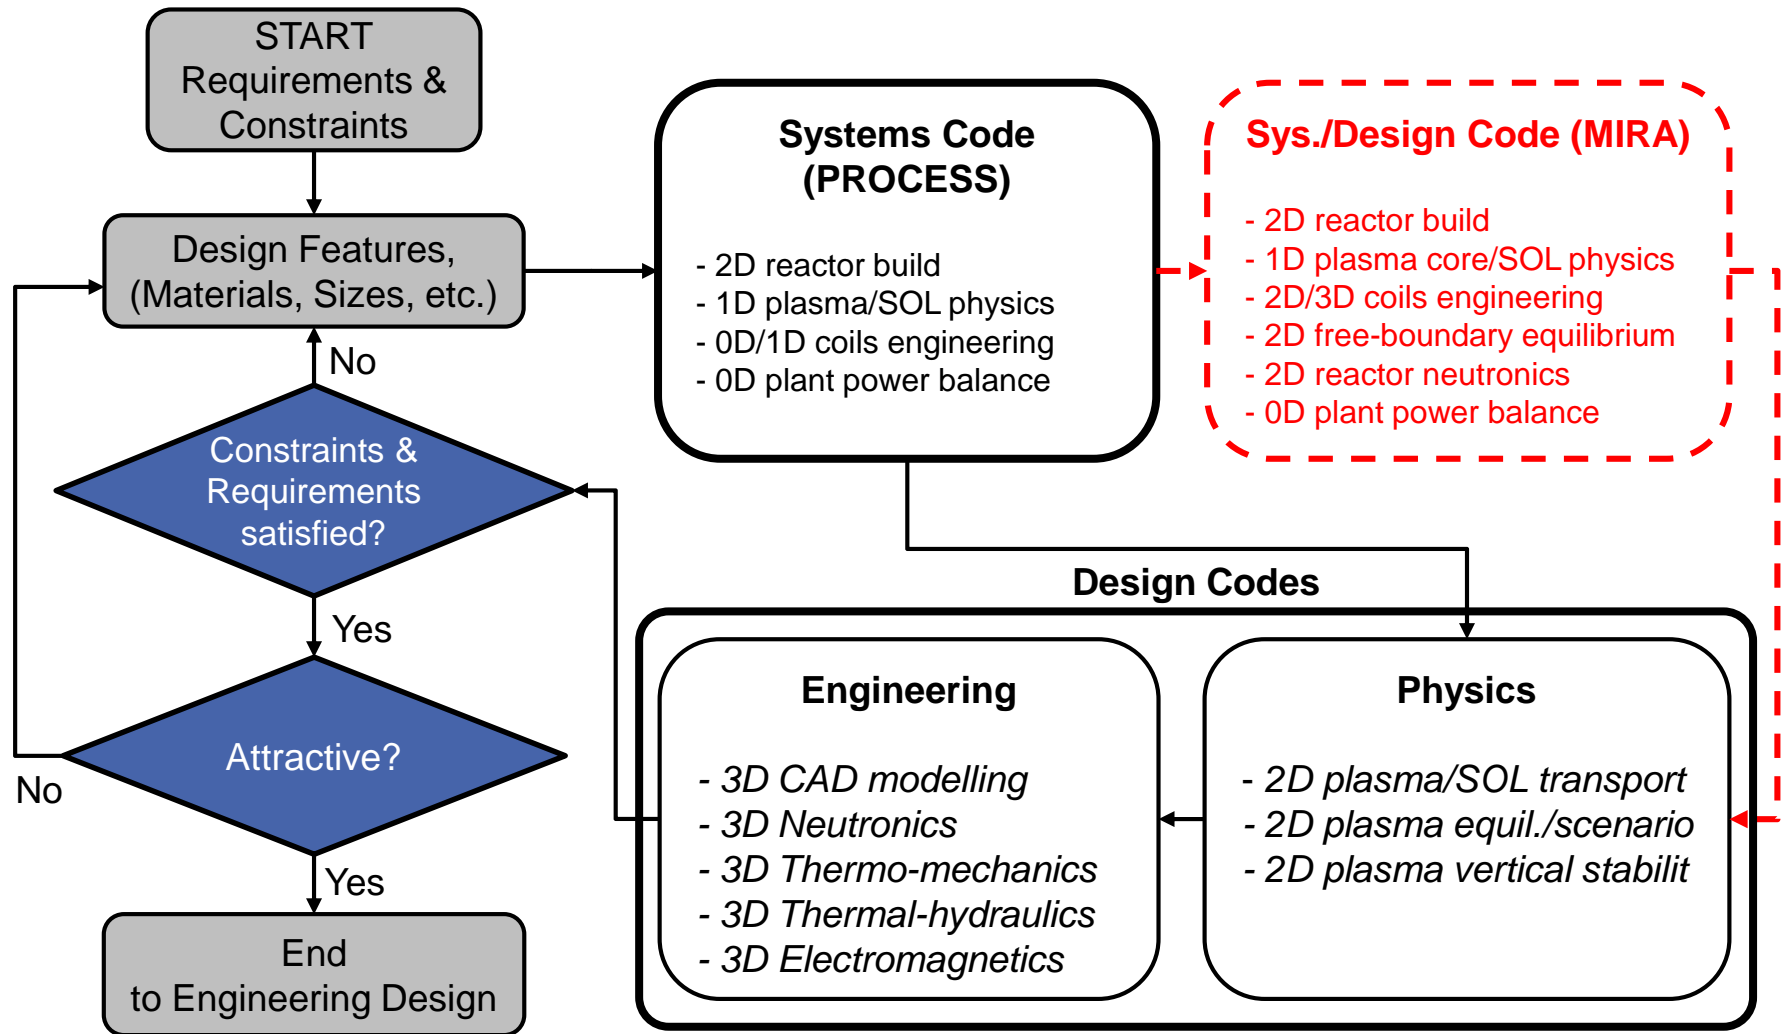 START
Requirements &
Constraints
Design Features,
(Materials, Sizes, etc.)
No
Constraints &
Requirements
satisfied?
Yes
Attractive?
No
Yes
End
to Engineering Design
Systems Code
(PROCESS)
- 2D reactor build
- 1D plasma/SOL physics
- 0D/1D coils engineering
- 0D plant power balance
Sys./Design Code (MIRA)
- 2D reactor build
- 1D plasma core/SOL physics
- 2D/3D coils engineering
- 2D free-boundary equilibrium
- 2D reactor neutronics
- 0D plant power balance
Design Codes
Engineering
- 3D CAD modelling
- 3D Neutronics
- 3D Thermo-mechanics
- 3D Thermal-hydraulics
- 3D Electromagnetics
Physics
- 2D plasma/SOL transport
- 2D plasma equil./scenario
- 2D plasma vertical stabilit